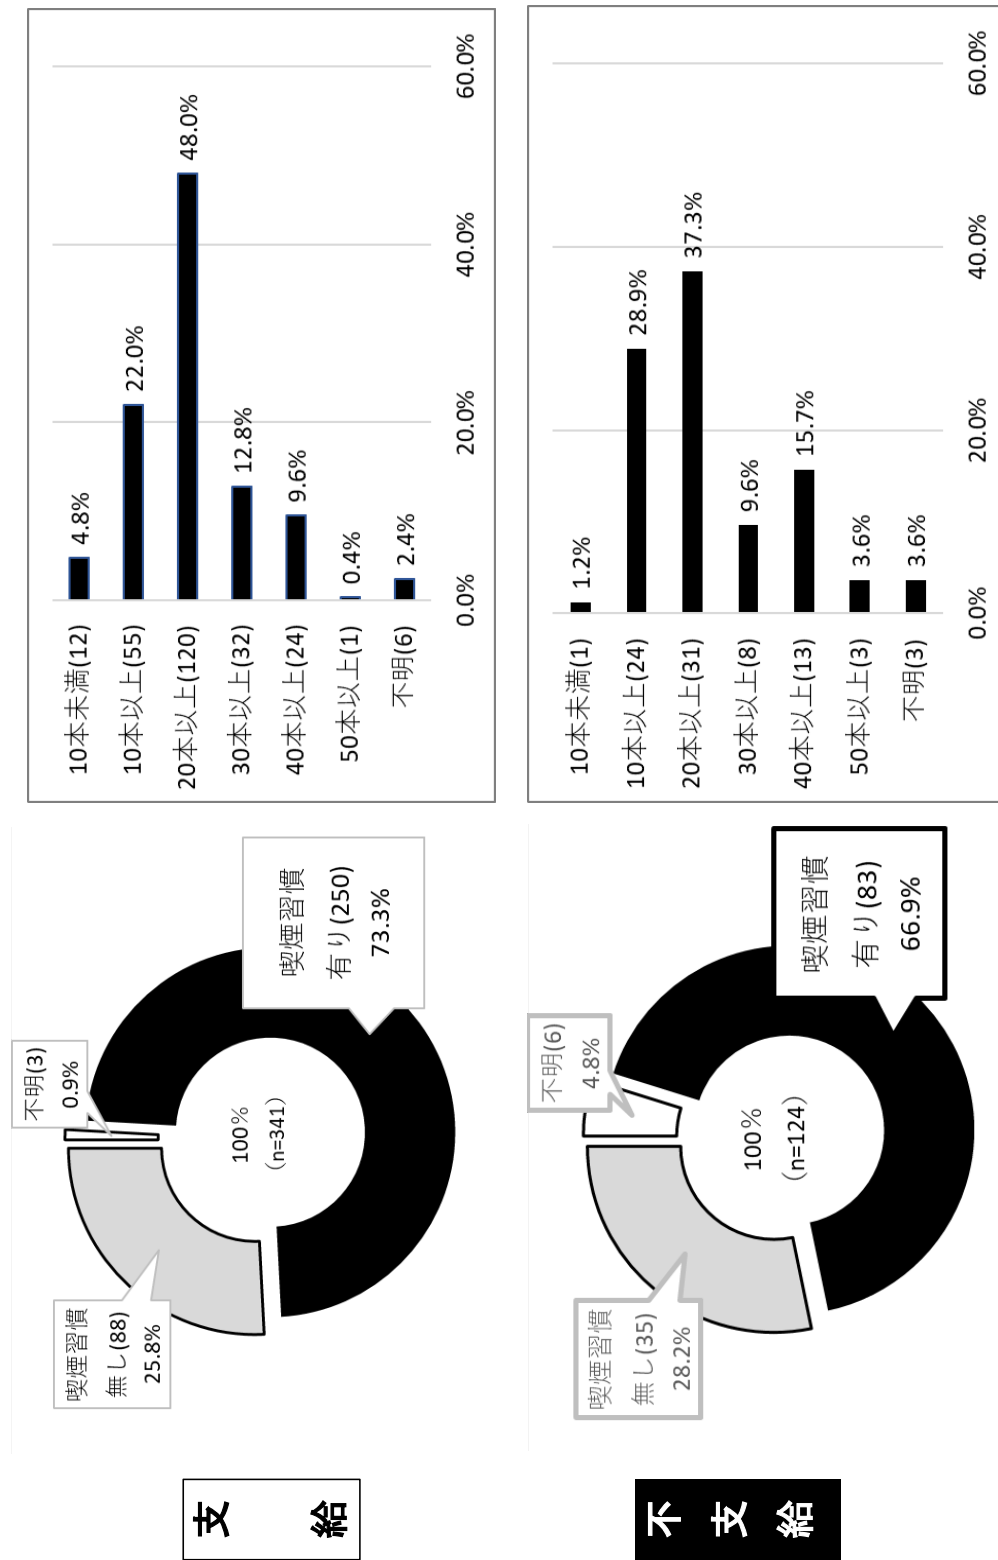 支給
喫煙習慣
無し(88)
25.8%
不明(3)
0.9%
100%
(n=341)
喫煙習慣
有り(250)
73.3%
10本未満(12)
4.8%
10本以上(55)
22.0%
20本以上(120)
48.0%
30本以上(32)
12.8%
40本以上(24)
9.6%
50本以上(1)
0.4%
不明(6)
2.4%
0.0%
20.0%
40.0%
60.0%
不支給
喫煙習慣
無し(35)
28.2%
不明(6)
4.8%
100%
(n=124)
喫煙習慣
有り(83)
66.9%
10本未満(1)
1.2%
10本以上(24)
28.9%
20本以上(31)
37.3%
30本以上(8)
9.6%
40本以上(13)
15.7%
50本以上(3)
3.6%
不明(3)
3.6%
0.0%
20.0%
40.0%
60.0%